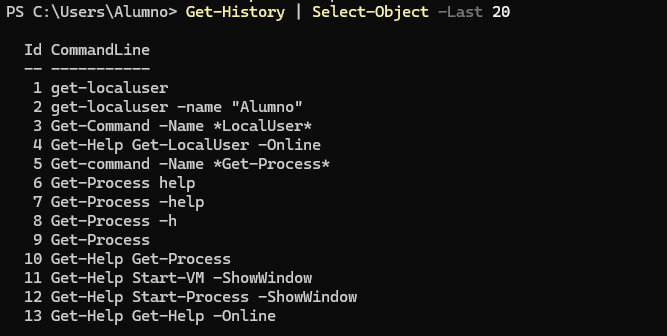 PS C:\Users\Alumno> Get-History | Select-Object -Last 20
Id CommandLine
-- -----------
1 get-localuser
2 get-localuser -name "Alumno"
3 Get-Command -Name *LocalUser*
4 Get-Help Get-LocalUser -Online
5 Get-command -Name *Get-Process*
6 Get-Process help
7 Get-Process -help
8 Get-Process -h
9 Get-Process
10 Get-Help Get-Process
11 Get-Help Start-VM -ShowWindow
12 Get-Help Start-Process -ShowWindow
13 Get-Help Get-Help -Online